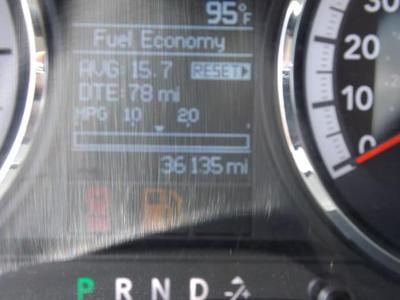 95°F
Fuel Economy
AVG: 15.7 RESET
DTE: 78 mi
MPG 10 20
36135 mi
30
20
10
0
P R N D